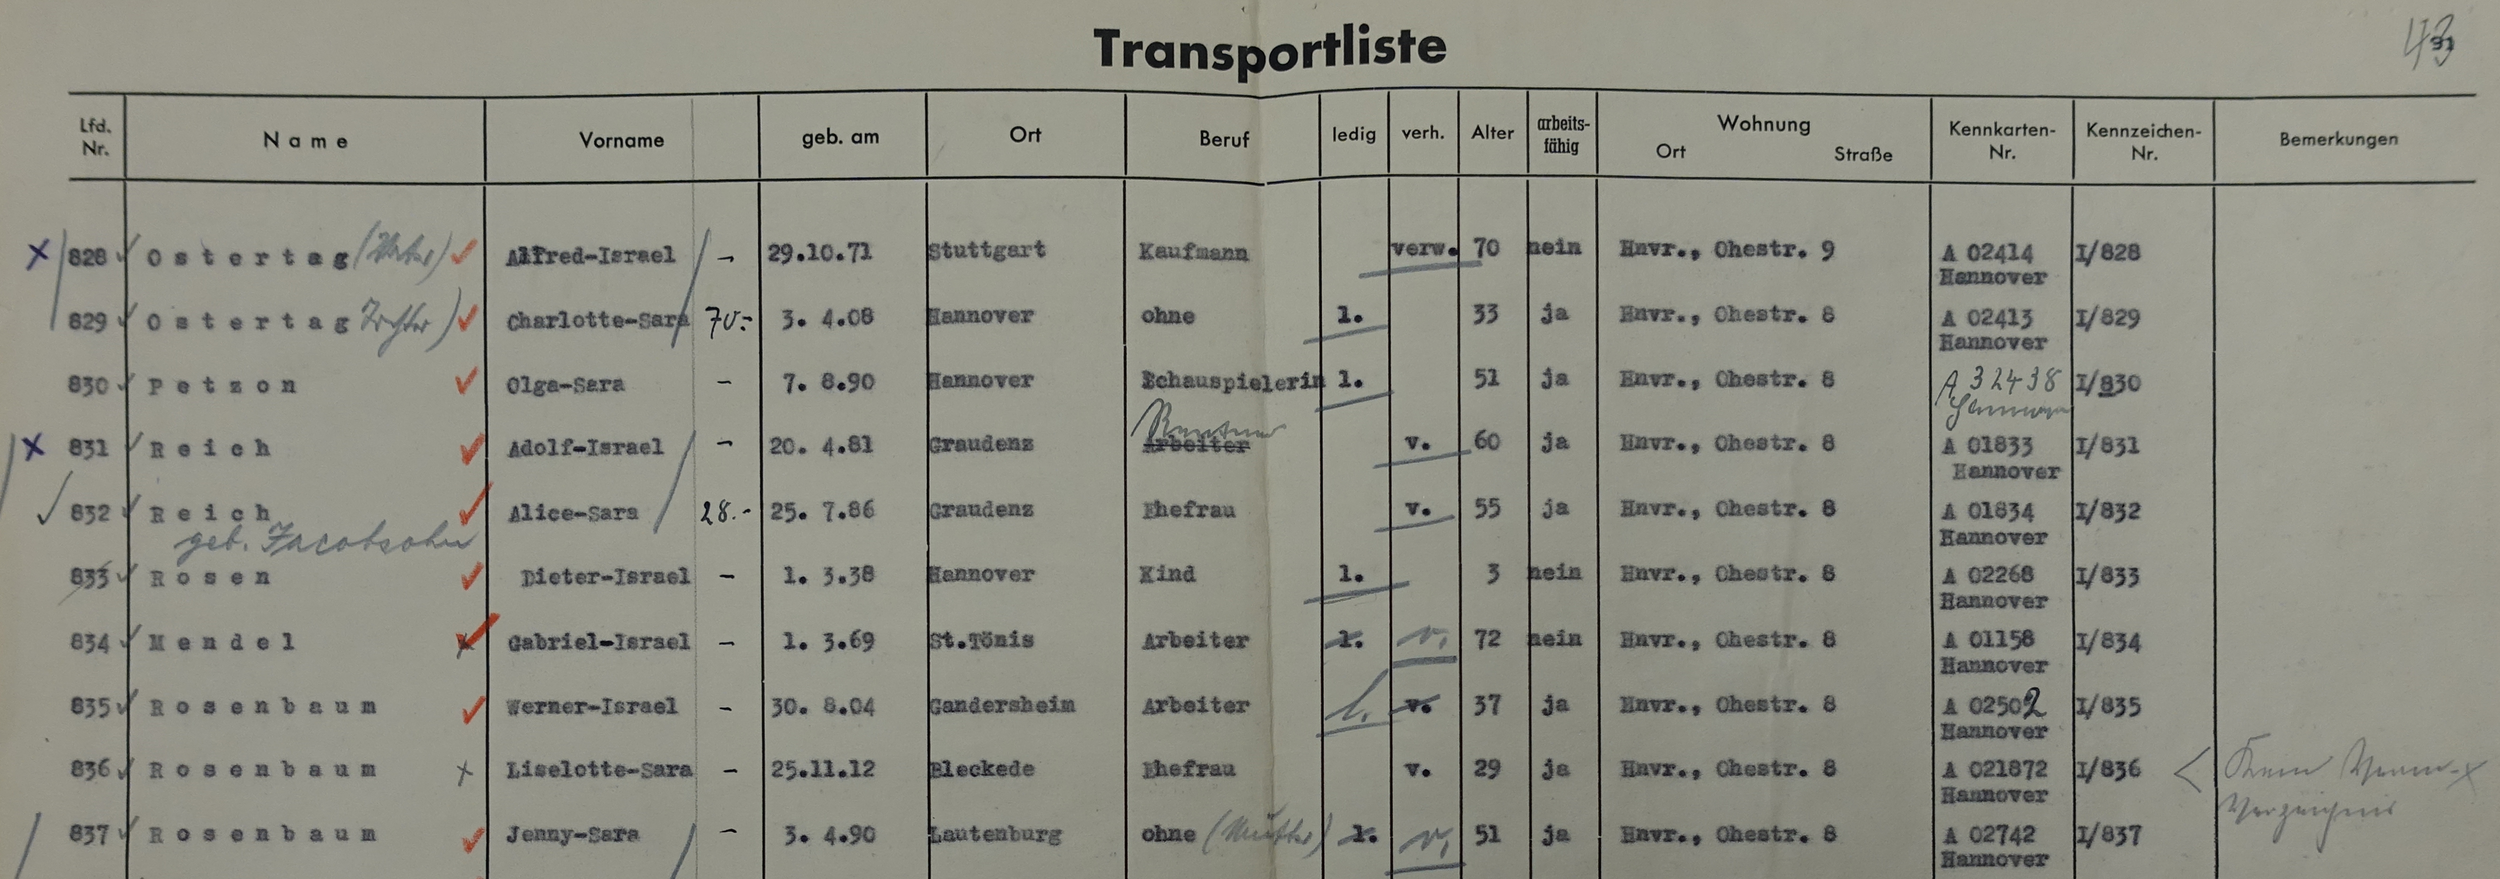 Transportliste
43
31
Lfd. Nr. Name Vorname geb. am Ort Beruf ledig verh. Alter arbeits-fähig Wohnung Ort Straße Kennkarten-Nr. Kennzeichen-Nr. Bemerkungen
x 828 Ostertag (Vater) Alfred-Israel - 29.10.71 Stuttgart Kaufmann verw. 70 nein Hnvr., Ohestr. 9 A 02414 I/828
Hannover
829 Ostertag Tochter) Charlotte-Sara 70.- 3. 4.08 Hannover ohne l. 33 ja Hnvr., Ohestr. 8 A 02413 I/829
Hannover
830 Petzon Olga-Sara - 7. 8.90 Hannover Schauspielerin l. 51 ja Hnvr., Ohestr. 8 A 32438 I/830
Rentner Hannover
x 831 Reich Adolf-Israel - 20. 4.81 Graudenz Arbeiter v. 60 ja Hnvr., Ohestr. 8 A 01833 I/831
Hannover
832 Reich Alice-Sara 28.- 25. 7.86 Graudenz Ehefrau v. 55 ja Hnvr., Ohestr. 8 A 01834 I/832
geb. Jacobsohn Hannover
833 Rosen Dieter-Israel - 1. 3.38 Hannover Kind l. 3 nein Hnvr., Ohestr. 8 A 02268 I/833
Hannover
834 Mendel x Gabriel-Israel - 1. 3.69 St.Tönis Arbeiter l. v. 72 nein Hnvr., Ohestr. 8 A 01158 I/834
Hannover
835 Rosenbaum Werner-Israel - 30. 8.04 Gandersheim Arbeiter l. v. 37 ja Hnvr., Ohestr. 8 A 02502 I/835
Hannover
836 Rosenbaum x Liselotte-Sara - 25.11.12 Bleckede Ehefrau v. 29 ja Hnvr., Ohestr. 8 A 021872 I/836
Hannover
837 Rosenbaum Jenny-Sara - 3. 4.90 Lautenburg ohne (Mutter) l. v. 51 ja Hnvr., Ohestr. 8 A 02742 I/837
Hannover